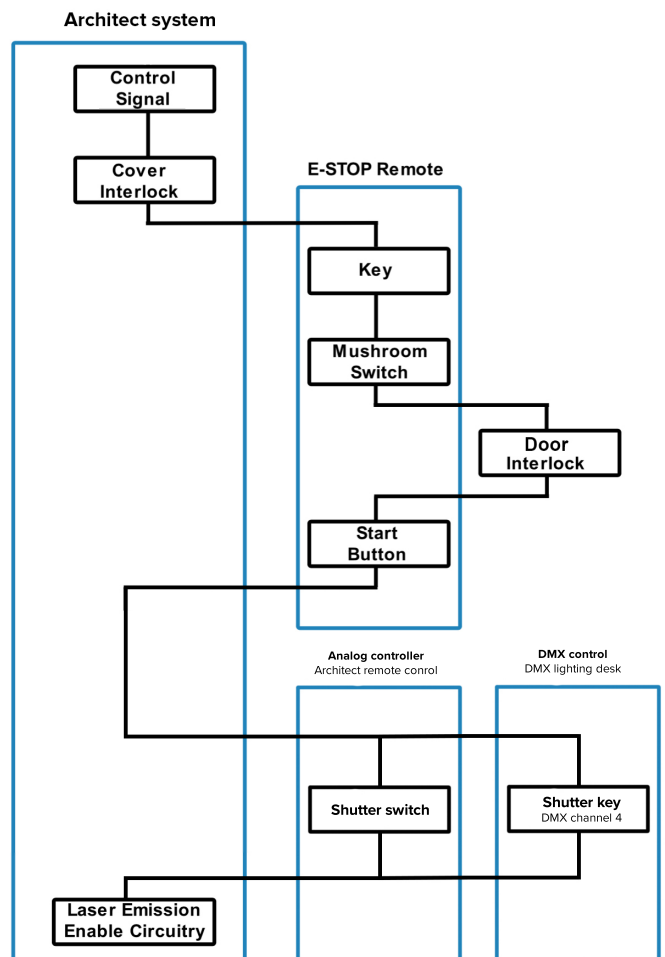 Architect system
Control
Signal
Cover
Interlock
E-STOP Remote
Key
Mushroom
Switch
Door
Interlock
Start
Button
Analog controller
Architect remote conrol
DMX control
DMX lighting desk
Shutter switch
Shutter key
DMX channel 4
Laser Emission
Enable Circuitry